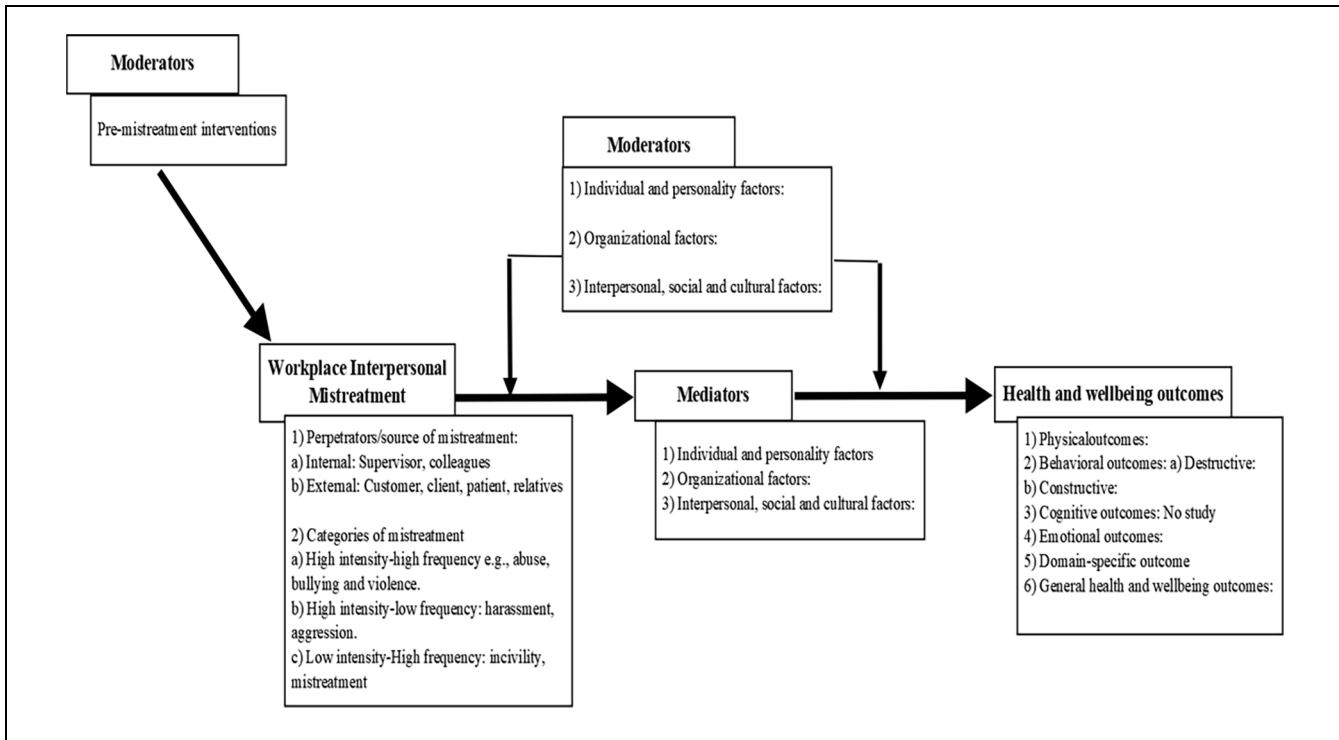 Moderators
Pre-mistreatment interventions
Moderators
1) Individual and personality factors:
2) Organizational factors:
3) Interpersonal, social and cultural factors:
Workplace Interpersonal
Mistreatment
1) Perpetrators/source of mistreatment:
a) Internal: Supervisor, colleagues
b) External: Customer, client, patient, relatives
2) Categories of mistreatment
a) High intensity-high frequency e.g., abuse,
bullying and violence.
b) High intensity-low frequency: harassment,
aggression.
c) Low intensity-High frequency: incivility,
mistreatment
Mediators
1) Individual and personality factors
2) Organizational factors:
3) Interpersonal, social and cultural factors:
Health and wellbeing outcomes
1) Physicaloutcomes:
2) Behavioral outcomes: a) Destructive:
b) Constructive:
3) Cognitive outcomes: No study
4) Emotional outcomes:
5) Domain-specific outcome
6) General health and wellbeing outcomes: